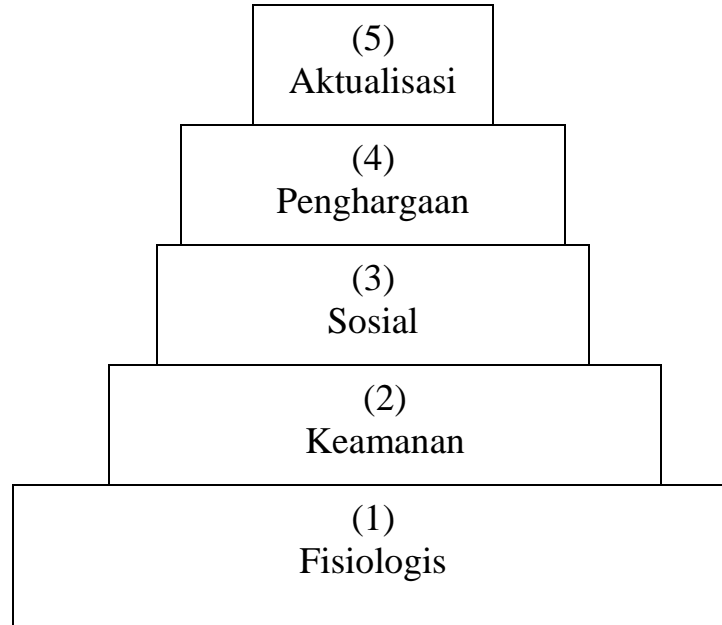 (5)
Aktualisasi
(4)
Penghargaan
(3)
Sosial
(2)
Keamanan
(1)
Fisiologis